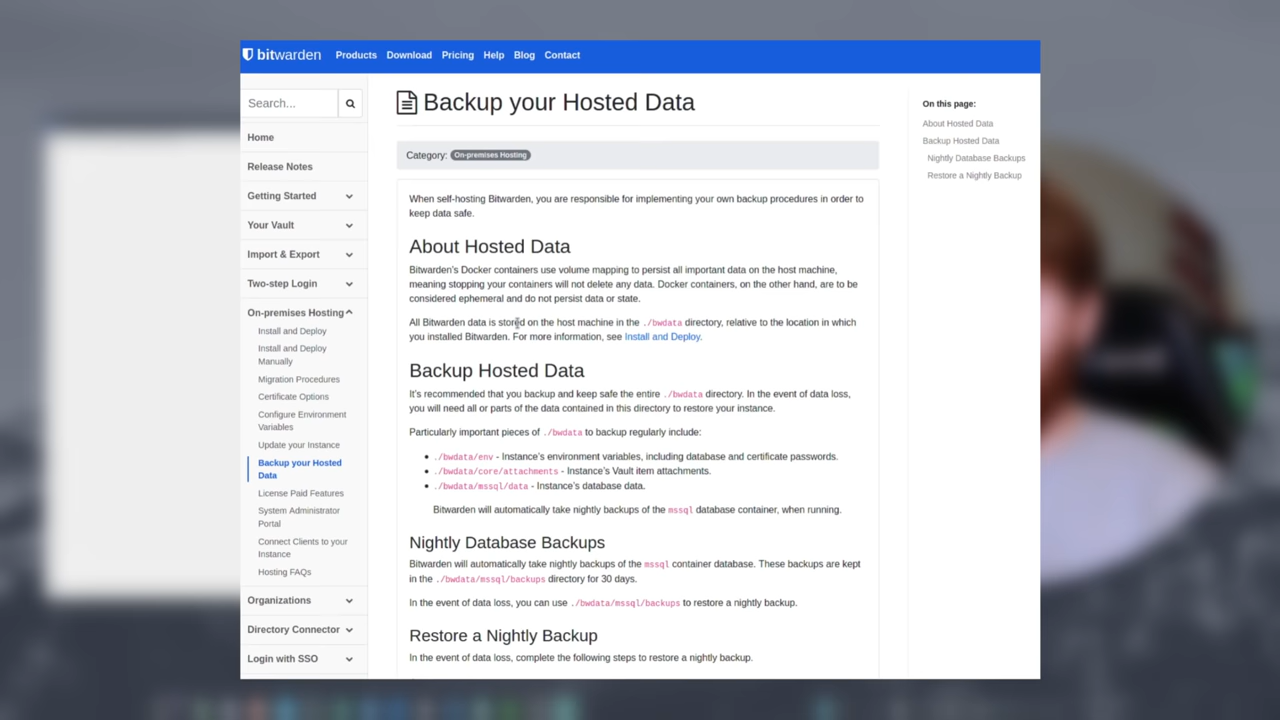 bitwarden Products Download Pricing Help Blog Contact
Search...
Home
Release Notes
Getting Started
Your Vault
Import & Export
Two-step Login
On-premises Hosting
Install and Deploy
Install and Deploy
Manually
Migration Procedures
Certificate Options
Configure Environment
Variables
Update your Instance
Backup your Hosted
Data
License Paid Features
System Administrator
Portal
Connect Clients to your
Instance
Hosting FAQs
Organizations
Directory Connector
Login with SSO
Backup your Hosted Data
Category: On-premises Hosting
When self-hosting Bitwarden, you are responsible for implementing your own backup procedures in order to
keep data safe.
About Hosted Data
Bitwarden's Docker containers use volume mapping to persist all important data on the host machine,
meaning stopping your containers will not delete any data. Docker containers, on the other hand, are to be
considered ephemeral and do not persist data or state.
All Bitwarden data is stored on the host machine in the ./bwdata directory, relative to the location in which
you installed Bitwarden. For more information, see Install and Deploy.
Backup Hosted Data
It's recommended that you backup and keep safe the entire ./bwdata directory. In the event of data loss,
you will need all or parts of the data contained in this directory to restore your instance.
Particularly important pieces of ./bwdata to backup regularly include:
• ./bwdata/env - Instance's environment variables, including database and certificate passwords.
• ./bwdata/core/attachments - Instance's Vault item attachments.
• ./bwdata/mssql/data - Instance's database data.
Bitwarden will automatically take nightly backups of the mssql database container, when running.
Nightly Database Backups
Bitwarden will automatically take nightly backups of the mssql container database. These backups are kept
in the ./bwdata/mssql/backups directory for 30 days.
In the event of data loss, you can use ./bwdata/mssql/backups to restore a nightly backup.
Restore a Nightly Backup
In the event of data loss, complete the following steps to restore a nightly backup.
On this page:
About Hosted Data
Backup Hosted Data
Nightly Database Backups
Restore a Nightly Backup